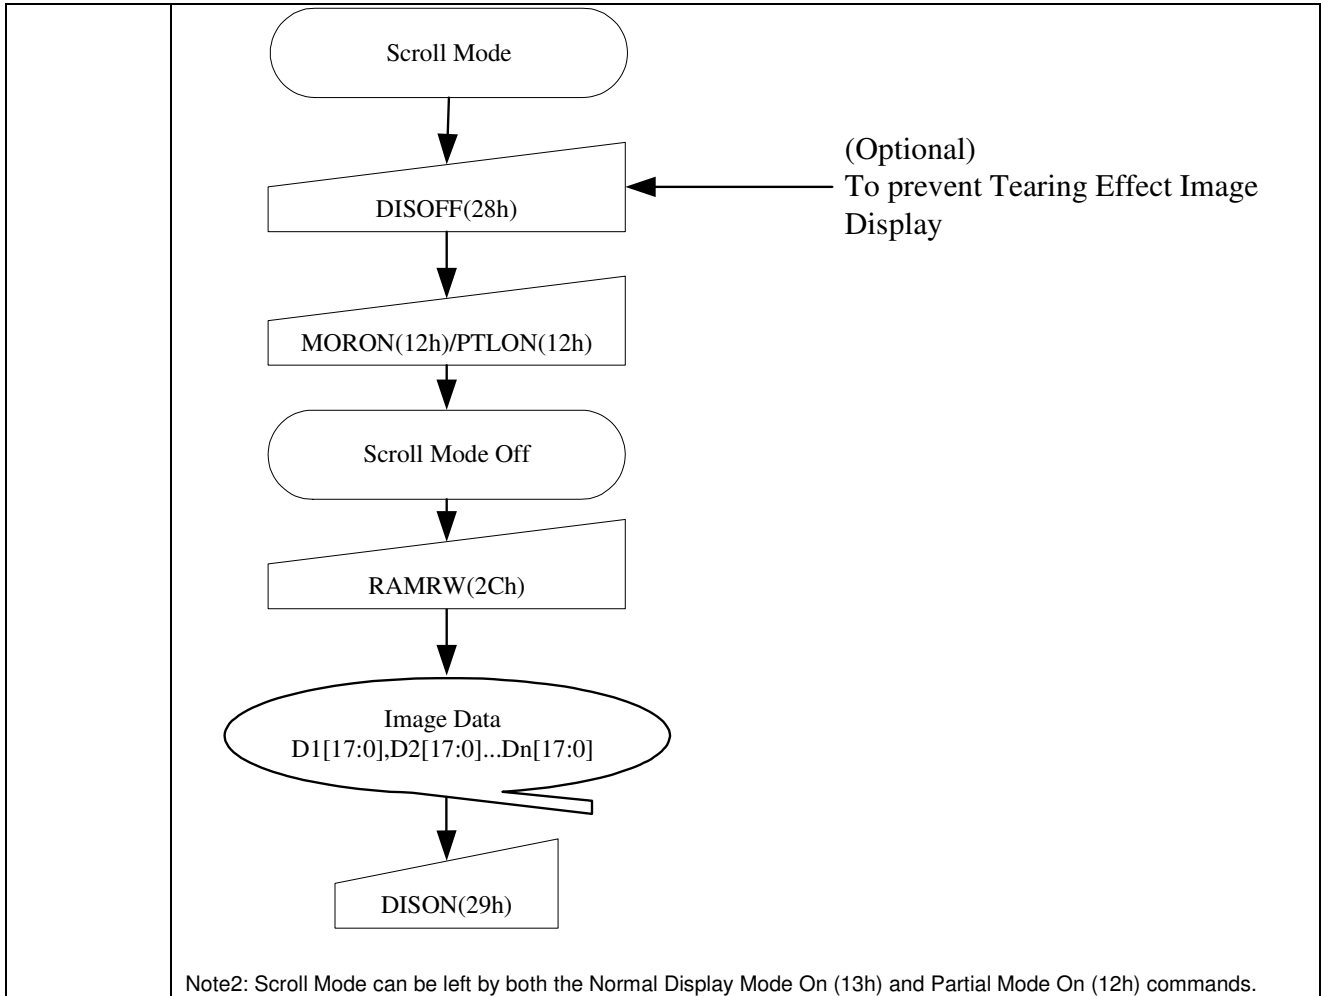 Scroll Mode
(Optional)
To prevent Tearing Effect Image
Display
DISOFF(28h)
MORON(12h)/PTLON(12h)
Scroll Mode Off
RAMRW(2Ch)
Image Data
D1[17:0],D2[17:0]...Dn[17:0]
DISON(29h)
Note2: Scroll Mode can be left by both the Normal Display Mode On (13h) and Partial Mode On (12h) commands.